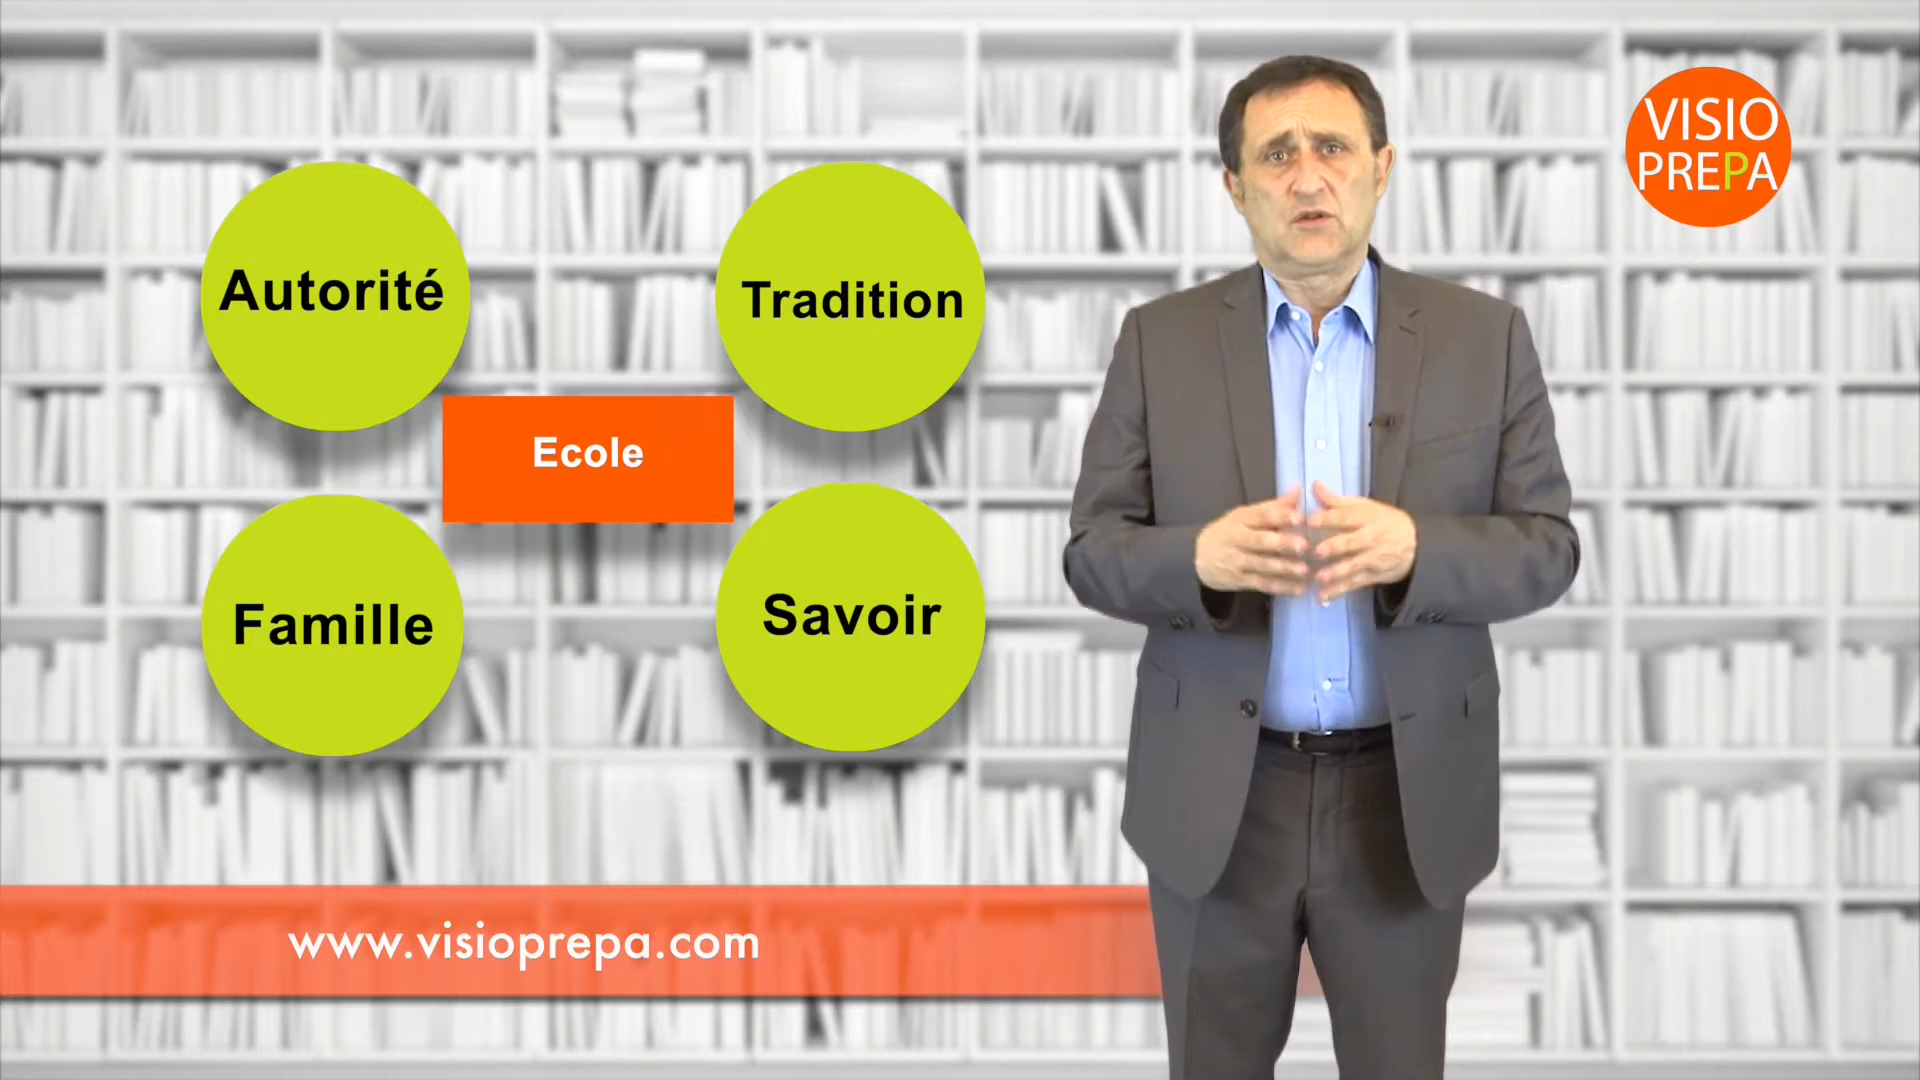 VISIO
PREPA
Autorité
Tradition
Ecole
Famille
Savoir
www.visioprepa.com